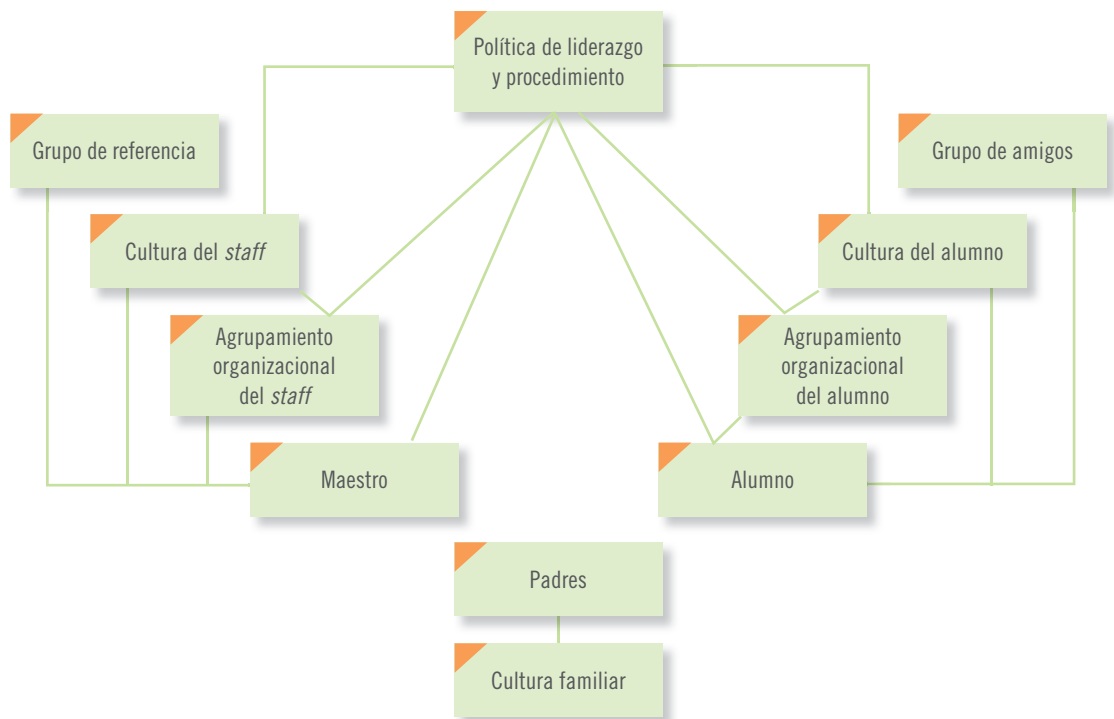 Política de liderazgo
y procedimiento
Grupo de referencia
Grupo de amigos
Cultura del staff
Cultura del alumno
Agrupamiento
organizacional
del staff
Agrupamiento
organizacional
del alumno
Maestro
Alumno
Padres
Cultura familiar